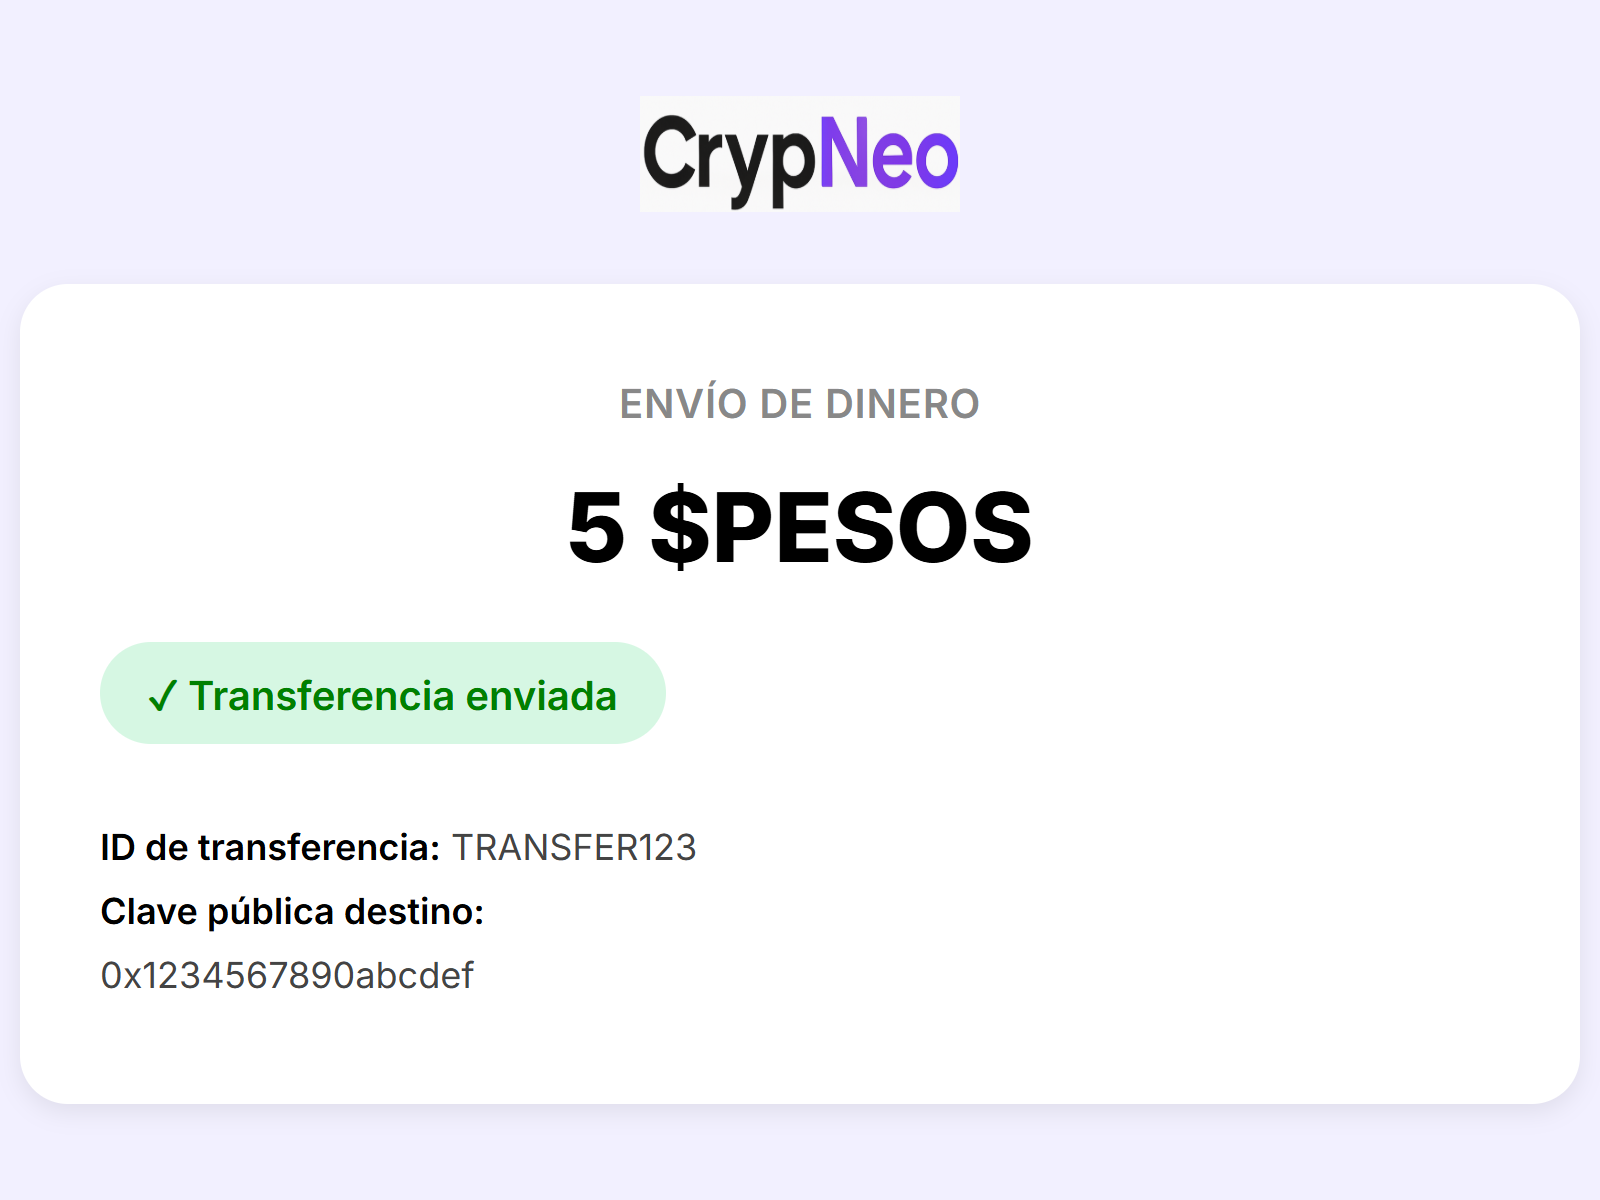 CrypNeo
ENVÍO DE DINERO
5 $PESOS
✓ Transferencia enviada
ID de transferencia: TRANSFER123
Clave pública destino:
0x1234567890abcdef